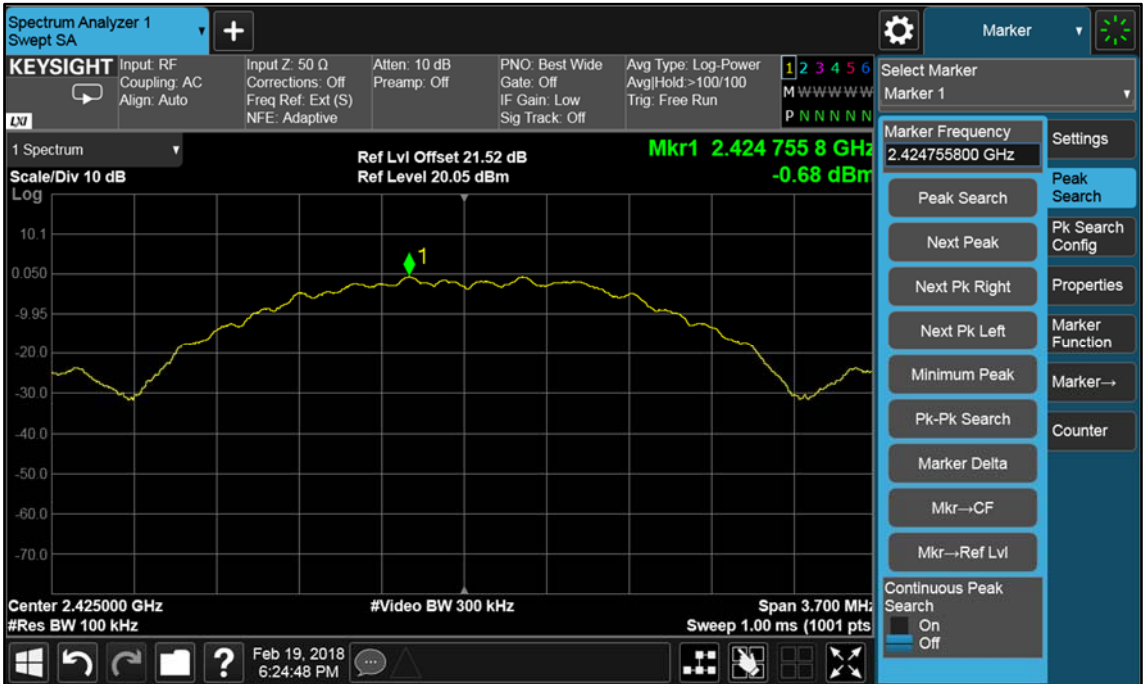 Spectrum Analyzer 1
Swept SA
Marker
KEYSIGHT
LXI
Input: RF
Coupling: AC
Align: Auto
Input Z: 50 Ω
Corrections: Off
Freq Ref: Ext (S)
NFE: Adaptive
Atten: 10 dB
Preamp: Off
PNO: Best Wide
Gate: Off
IF Gain: Low
Sig Track: Off
Avg Type: Log-Power
Avg|Hold:>100/100
Trig: Free Run
1 2 3 4 5 6
M W W W W W
P N N N N N
Select Marker
Marker 1
1 Spectrum
Scale/Div 10 dB
Log
Ref Lvl Offset 21.52 dB
Ref Level 20.05 dBm
Mkr1 2.424 755 8 GHz
-0.68 dBm
10.1
0.050
-9.95
-20.0
-30.0
-40.0
-50.0
-60.0
-70.0
1
Center 2.425000 GHz
#Res BW 100 kHz
#Video BW 300 kHz
Span 3.700 MHz
Sweep 1.00 ms (1001 pts
Marker Frequency
2.424755800 GHz
Peak Search
Next Peak
Next Pk Right
Next Pk Left
Minimum Peak
Pk-Pk Search
Marker Delta
Mkr→CF
Mkr→Ref Lvl
Continuous Peak
Search
On
Off
Settings
Peak
Search
Pk Search
Config
Properties
Marker
Function
Marker→
Counter
?
Feb 19, 2018
6:24:48 PM